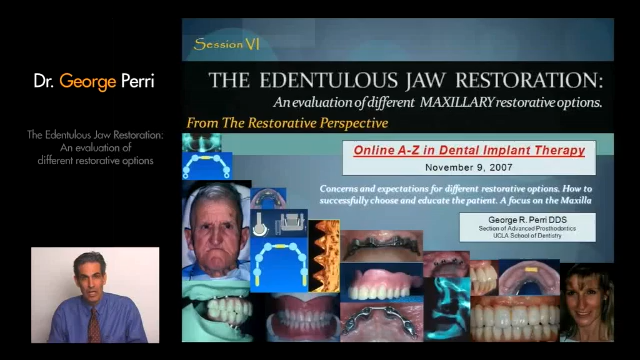 Dr. George Perri
The Edentulous Jaw Restoration:
An evaluation of
different restorative options
Session VI
THE EDENTULOUS JAW RESTORATION:
An evaluation of different MAXILLARY restorative options.
From The Restorative Perspective
Online A-Z in Dental Implant Therapy
November 9, 2007
Concerns and expectations for different restorative options. How to
successfully choose and educate the patient. A focus on the Maxilla
George R. Perri DDS
Section of Advanced Prosthodontics
UCLA School of Dentistry